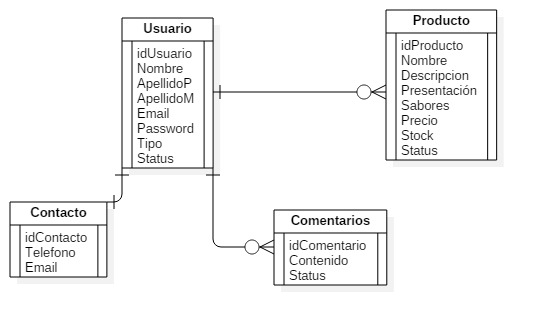 Usuario
idUsuario
Nombre
ApellidoP
ApellidoM
Email
Password
Tipo
Status
Producto
idProducto
Nombre
Descripcion
Presentación
Sabores
Precio
Stock
Status
Contacto
idContacto
Telefono
Email
Comentarios
idComentario
Contenido
Status